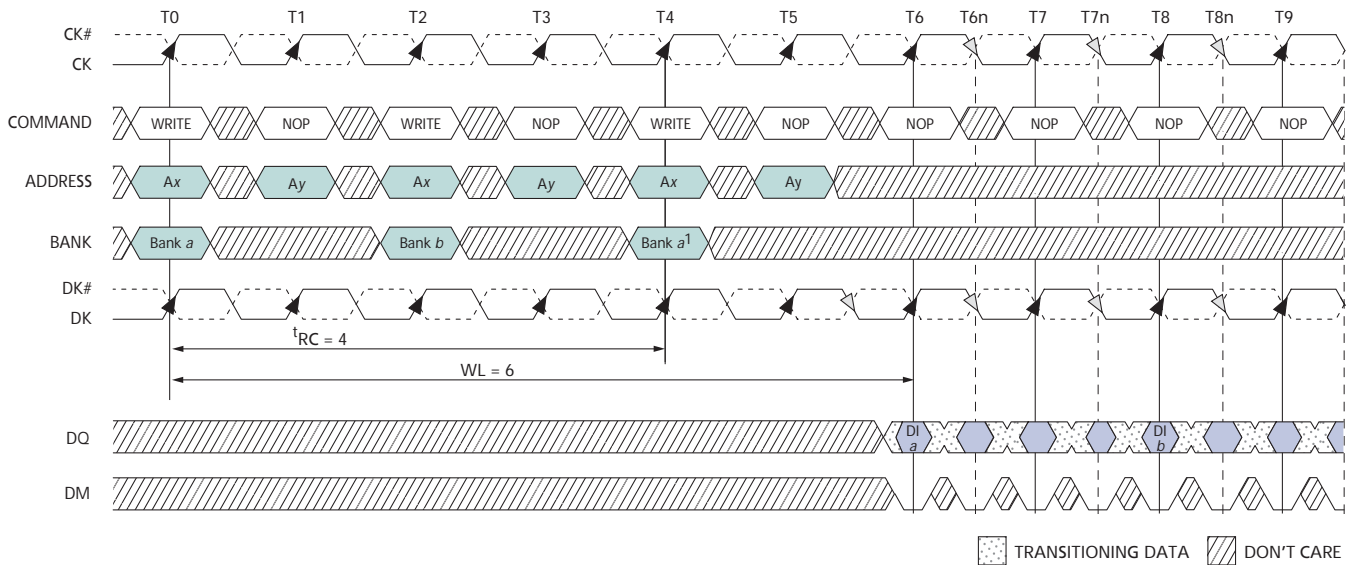 T0 T1 T2 T3 T4 T5 T6 T6n T7 T7n T8 T8n T9
CK#
CK
COMMAND WRITE NOP WRITE NOP WRITE NOP NOP NOP NOP NOP
ADDRESS Ax Ay Ax Ay Ax Ay
BANK Bank a Bank b Bank a1
DK#
DK
tRC = 4
WL = 6
DQ DI a DI b
DM
TRANSITIONING DATA DON'T CARE